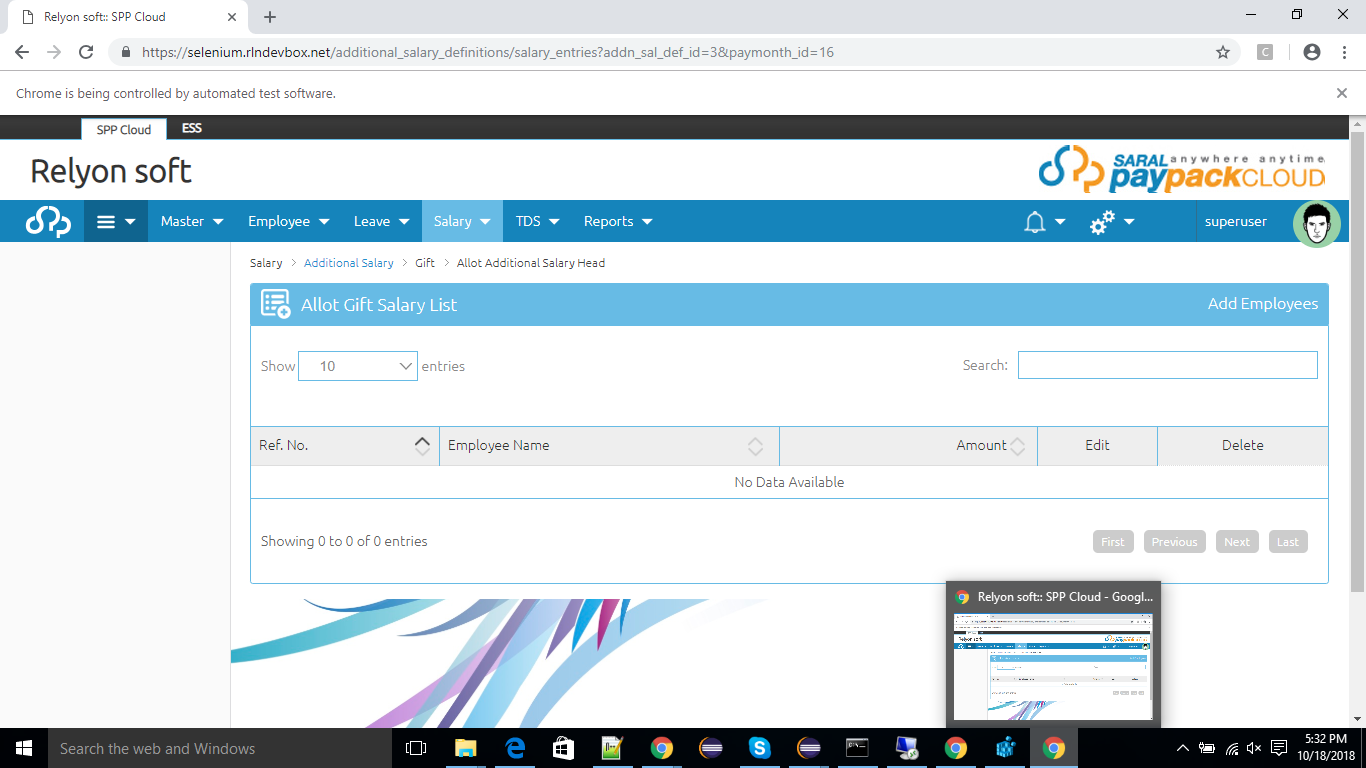 Relyon soft:: SPP Cloud
https://selenium.rlndevbox.net/additional_salary_definitions/salary_entries?addn_sal_def_id=3&paymonth_id=16
C
Chrome is being controlled by automated test software.
SPP Cloud ESS
Relyon soft
SARAL anywhere anytime
paypackCLOUD
Master Employee Leave Salary TDS Reports superuser
Salary > Additional Salary > Gift > Allot Additional Salary Head
Allot Gift Salary List Add Employees
Show 10 entries Search:
Ref. No. Employee Name Amount Edit Delete
No Data Available
Showing 0 to 0 of 0 entries First Previous Next Last
Relyon soft:: SPP Cloud - Googl...
Search the web and Windows
5:32 PM
10/18/2018